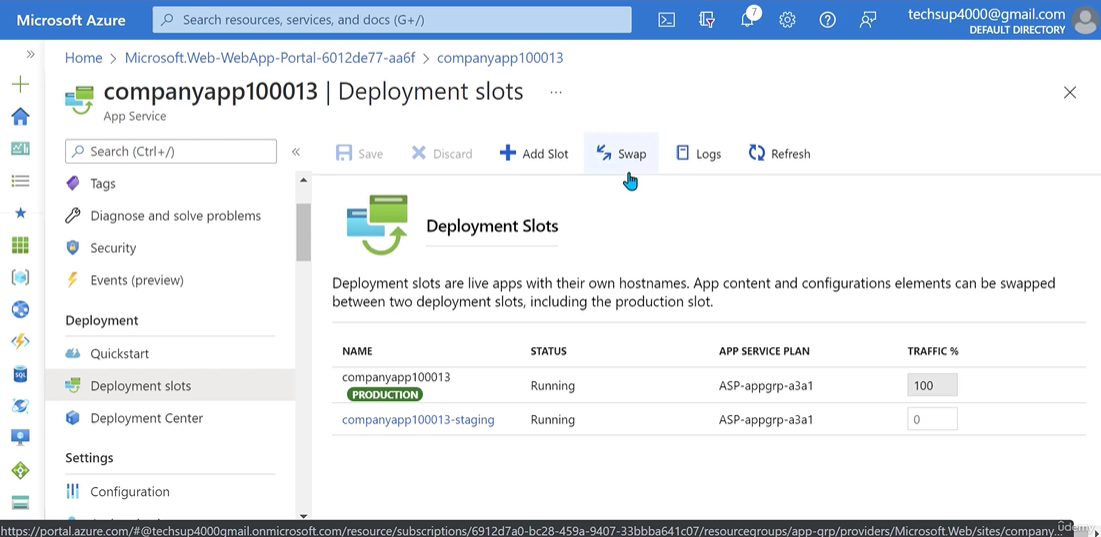 Microsoft Azure
Search resources, services, and docs (G+/)
7
techsup4000@gmail.com
DEFAULT DIRECTORY
Home > Microsoft.Web-WebApp-Portal-6012de77-aa6f > companyapp100013
companyapp100013 | Deployment slots ...
App Service
Search (Ctrl+/)
Save
Discard
Add Slot
Swap
Logs
Refresh
Tags
Diagnose and solve problems
Security
Events (preview)
Deployment
Quickstart
Deployment slots
Deployment Center
Settings
Configuration
Deployment Slots
Deployment slots are live apps with their own hostnames. App content and configurations elements can be swapped
between two deployment slots, including the production slot.
NAME STATUS APP SERVICE PLAN TRAFFIC %
companyapp100013
PRODUCTION
Running ASP-appgrp-a3a1 100
companyapp100013-staging Running ASP-appgrp-a3a1 0
https://portal.azure.com/#@techsup4000gmail.onmicrosoft.com/resource/subscriptions/6912d7a0-bc28-459a-9407-33bbba641c07/resourcegroups/app-grp/providers/Microsoft.Web/sites/company...
SQL
udemy